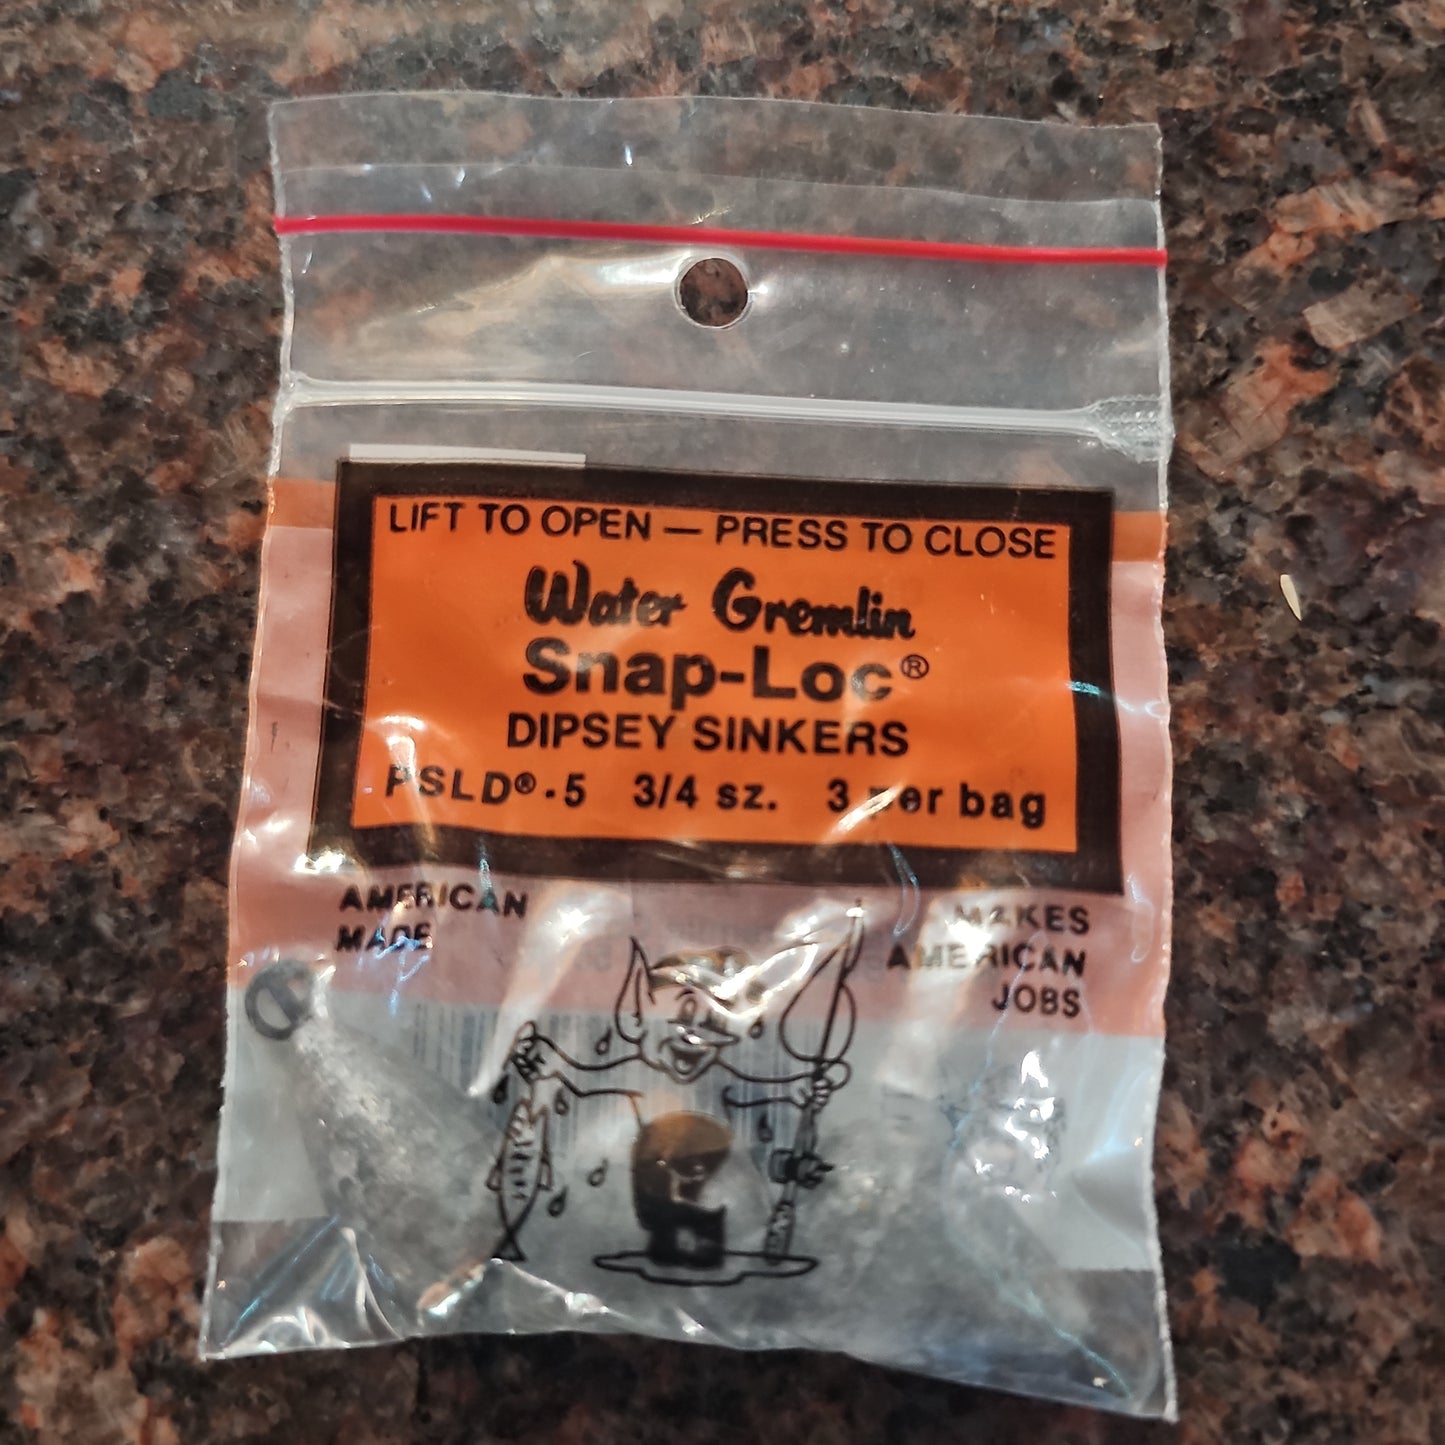 LIFT TO OPEN — PRESS TO CLOSE
Water Gremlin
Snap-Loc®
DIPSEY SINKERS
PSLD®-5 3/4 sz. 3 per bag
AMERICAN
MADE
MAKES
AMERICAN
JOBS